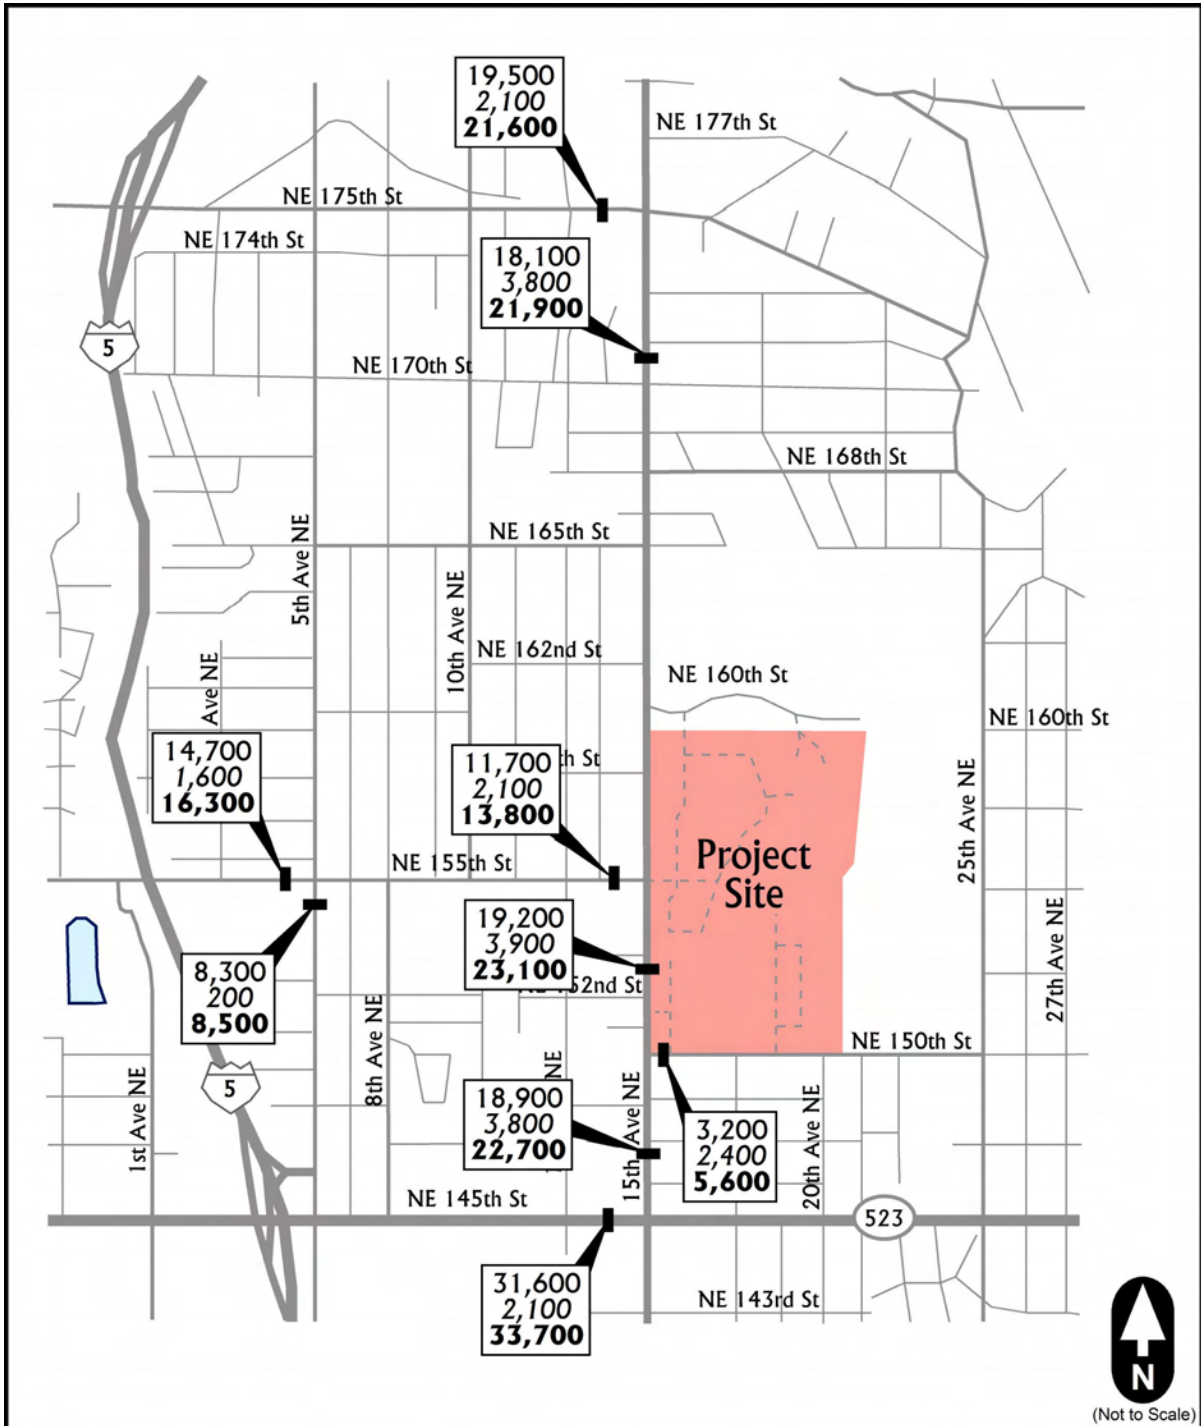 19,500
2,100
21,600
NE 177th St
NE 175th St
NE 174th St
18,100
3,800
21,900
5
NE 170th St
NE 168th St
5th Ave NE
NE 165th St
10th Ave NE
NE 162nd St
Ave NE
NE 160th St
NE 160th St
14,700
1,600
16,300
11,700
2,100
13,800
th St
25th Ave NE
Project
Site
NE 155th St
19,200
3,900
23,100
8,300
200
8,500
52nd St
27th Ave NE
8th Ave NE
NE 150th St
NE
5
1st Ave NE
18,900
3,800
22,700
15th Ave NE
3,200
2,400
5,600
20th Ave NE
NE 145th St
523
31,600
2,100
33,700
NE 143rd St
N
(Not to Scale)